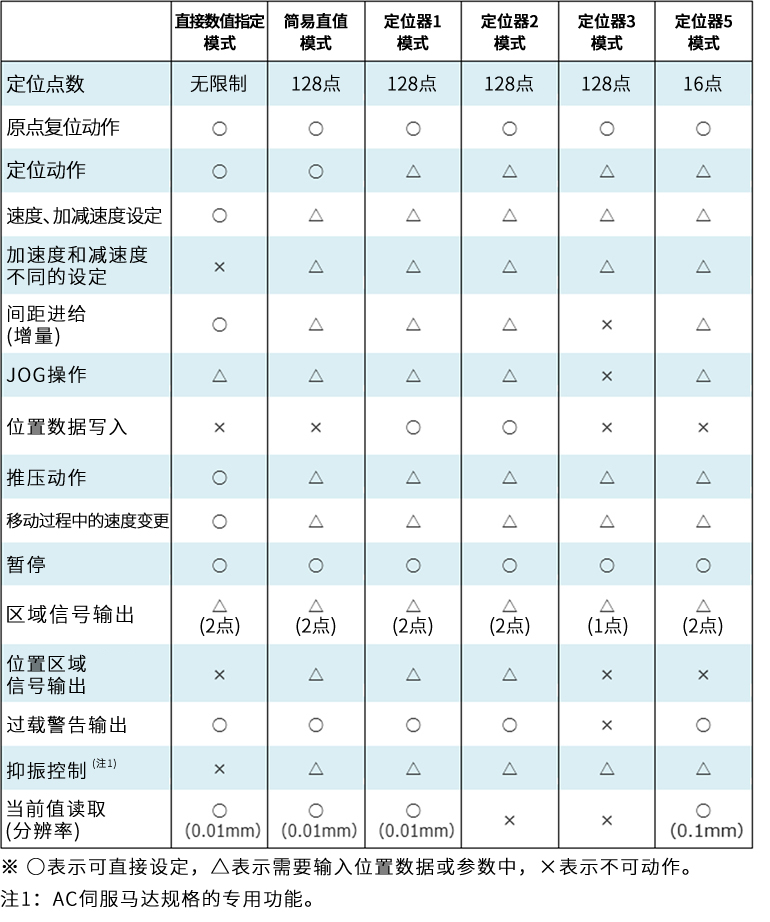 直接数值指定 简易直值 定位器1 定位器2 定位器3 定位器5
模式 模式 模式 模式 模式 模式
定位点数 无限制 128点 128点 128点 128点 16点
原点复位动作 ○ ○ ○ ○ ○ ○
定位动作 ○ ○ △ △ △ △
速度、加减速度设定 ○ △ △ △ △ △
加速度和减速度
不同的设定 × △ △ △ △ △
间距进给
(增量) ○ △ △ △ × △
JOG操作 △ △ △ △ × △
位置数据写入 × × ○ ○ × ×
推压动作 ○ △ △ △ △ △
移动过程中的速度变更 ○ △ △ △ △ △
暂停 ○ ○ ○ ○ ○ ○
区域信号输出 △ △ △ △ △ △
(2点) (2点) (2点) (2点) (1点) (2点)
位置区域
信号输出 × △ △ △ × ×
过载警告输出 ○ ○ ○ ○ × ○
抑振控制(注1) × △ △ △ △ △
当前值读取 ○ ○ ○ × × ○
(分辨率) (0.01mm) (0.01mm) (0.01mm) (0.1mm)
※ ○表示可直接设定，△表示需要输入位置数据或参数中，×表示不可动作。
注1：AC伺服马达规格的专用功能。